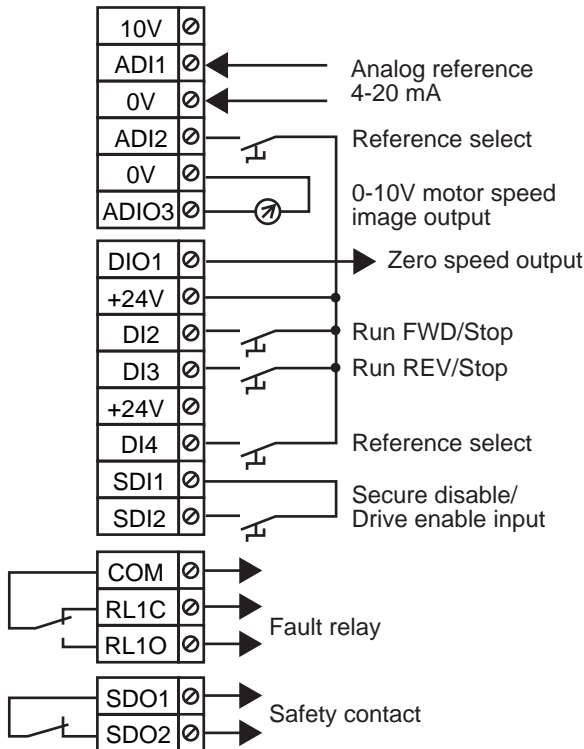 10V
ADI1
Analog reference
0V
4-20 mA
ADI2
Reference select
0V
0-10V motor speed
ADIO3
image output
DIO1
Zero speed output
+24V
DI2
Run FWD/Stop
DI3
Run REV/Stop
+24V
DI4
Reference select
SDI1
Secure disable/
SDI2
Drive enable input
COM
RL1C
Fault relay
RL1O
SDO1
Safety contact
SDO2